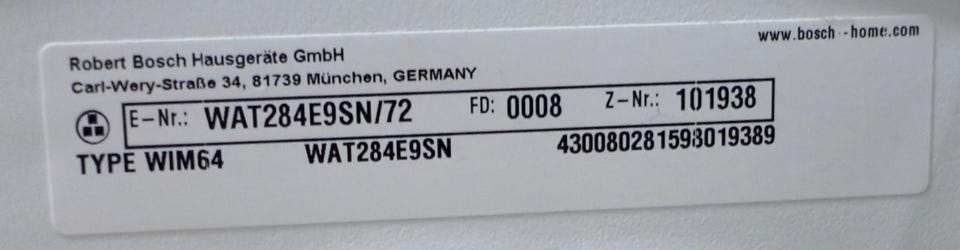 www.bosch-home.com
Robert Bosch Hausgeräte GmbH
Carl-Wery-Straße 34, 81739 München, GERMANY
E-Nr.: WAT284E9SN/72 FD: 0008 Z-Nr.: 101938
TYPE WIM64 WAT284E9SN 430080281598019389